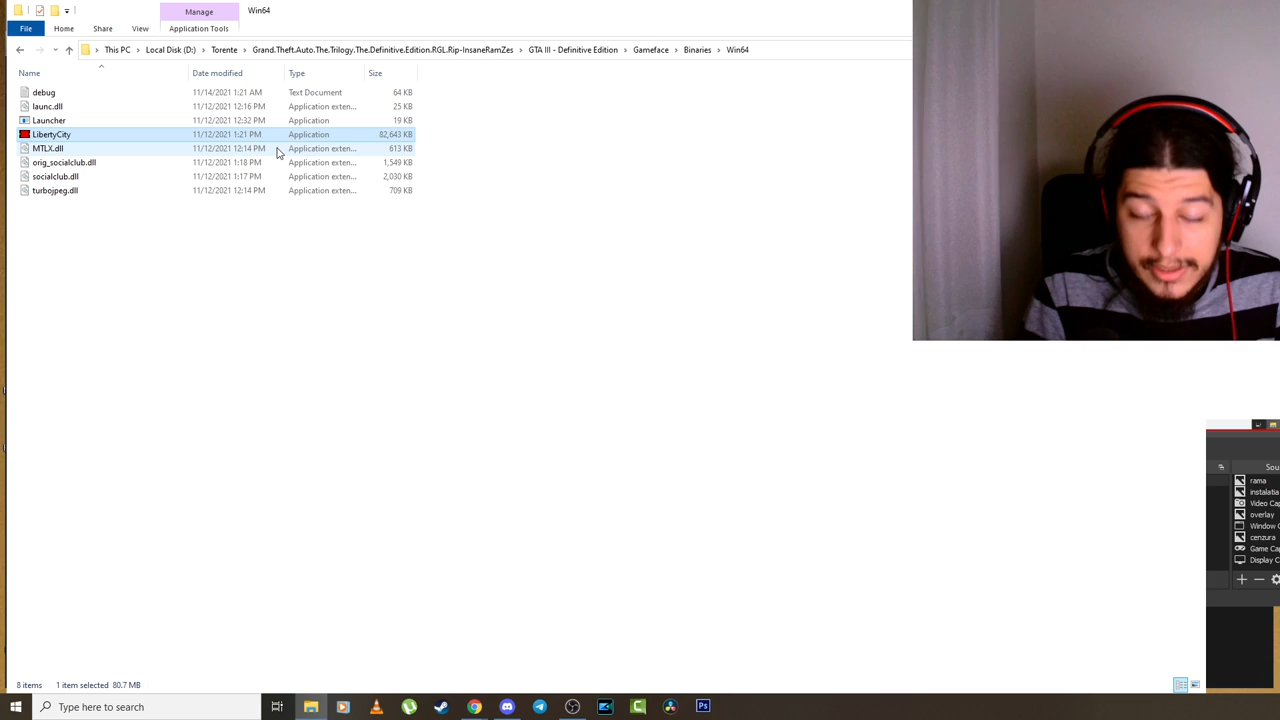 Manage
Win64
File
Home
Share
View
Application Tools
This PC
Local Disk (D:)
Torente
Grand.Theft.Auto.The.Trilogy.The.Definitive.Edition.RGL.Rip-InsaneRamZes
GTA III - Definitive Edition
Gameface
Binaries
Win64
Name
Date modified
Type
Size
debug 11/14/2021 1:21 AM Text Document 64 KB
launc.dll 11/12/2021 12:16 PM Application exten... 25 KB
Launcher 11/12/2021 12:32 PM Application 19 KB
LibertyCity 11/12/2021 1:21 PM Application 82,643 KB
MTLX.dll 11/12/2021 12:14 PM Application exten... 613 KB
orig_socialclub.dll 11/12/2021 1:18 PM Application exten... 1,549 KB
socialclub.dll 11/12/2021 1:17 PM Application exten... 2,030 KB
turbojpeg.dll 11/12/2021 12:14 PM Application exten... 709 KB
Sou
rama
instalatia
Video Cap
overlay
Window C
cenzura
Game Cap
Display C
8 items
1 item selected 80.7 MB
Type here to search